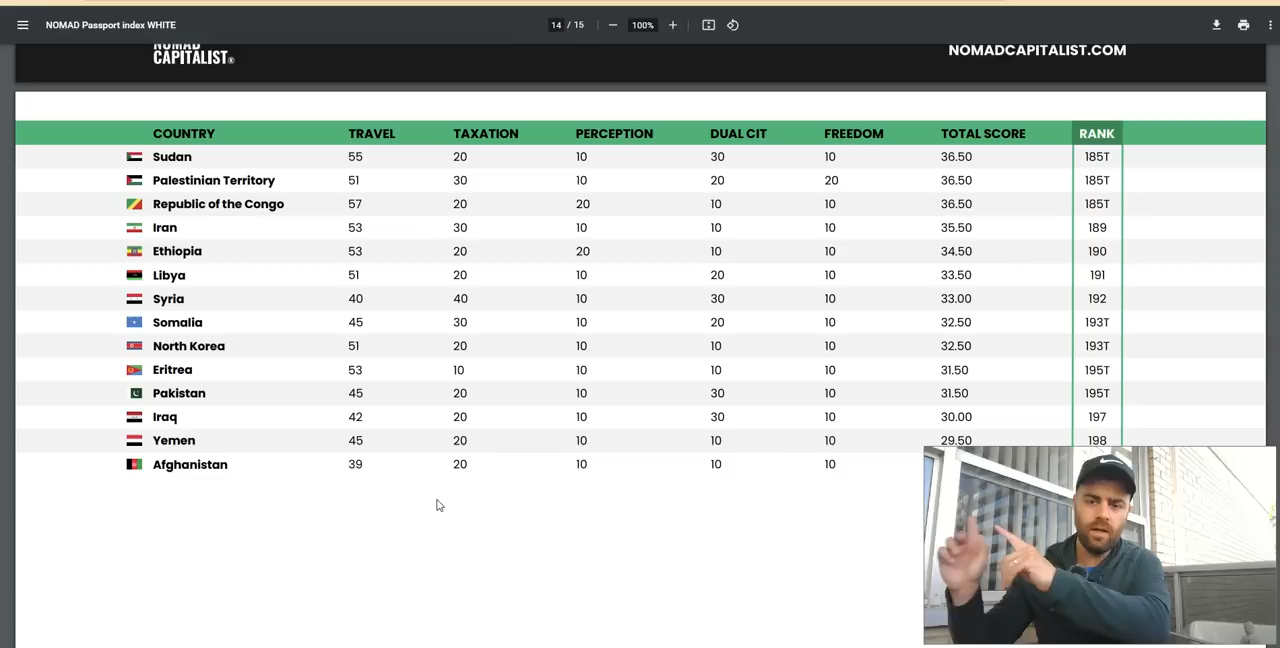 NOMAD Passport index WHITE 14 / 15 100%
NOMAD
CAPITALIST® NOMADCAPITALIST.COM
COUNTRY TRAVEL TAXATION PERCEPTION DUAL CIT FREEDOM TOTAL SCORE RANK
Sudan 55 20 10 30 10 36.50 185T
Palestinian Territory 51 30 10 20 20 36.50 185T
Republic of the Congo 57 20 20 10 10 36.50 185T
Iran 53 30 10 10 10 35.50 189
Ethiopia 53 20 20 10 10 34.50 190
Libya 51 20 10 20 10 33.50 191
Syria 40 40 10 30 10 33.00 192
Somalia 45 30 10 20 10 32.50 193T
North Korea 51 20 10 10 10 32.50 193T
Eritrea 53 10 10 10 10 31.50 195T
Pakistan 45 20 10 30 10 31.50 195T
Iraq 42 20 10 30 10 30.00 197
Yemen 45 20 10 10 10 29.50 198
Afghanistan 39 20 10 10 10